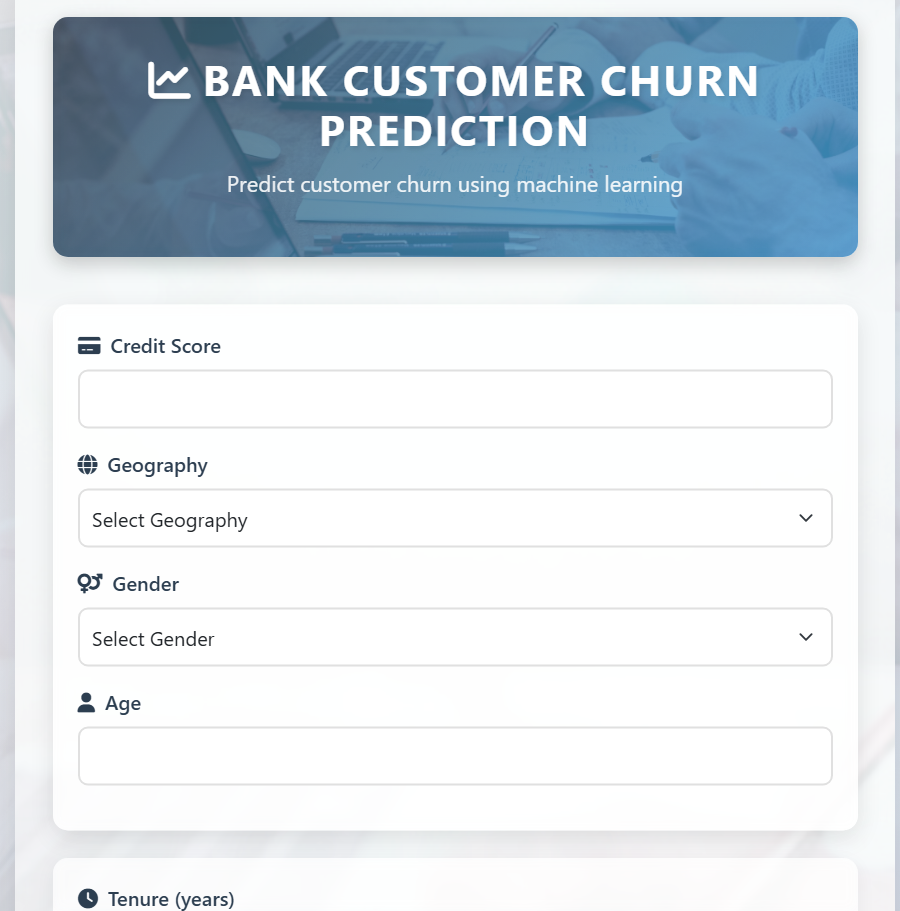 BANK CUSTOMER CHURN
PREDICTION
Predict customer churn using machine learning
Credit Score
Geography
Select Geography
Gender
Select Gender
Age
Tenure (years)